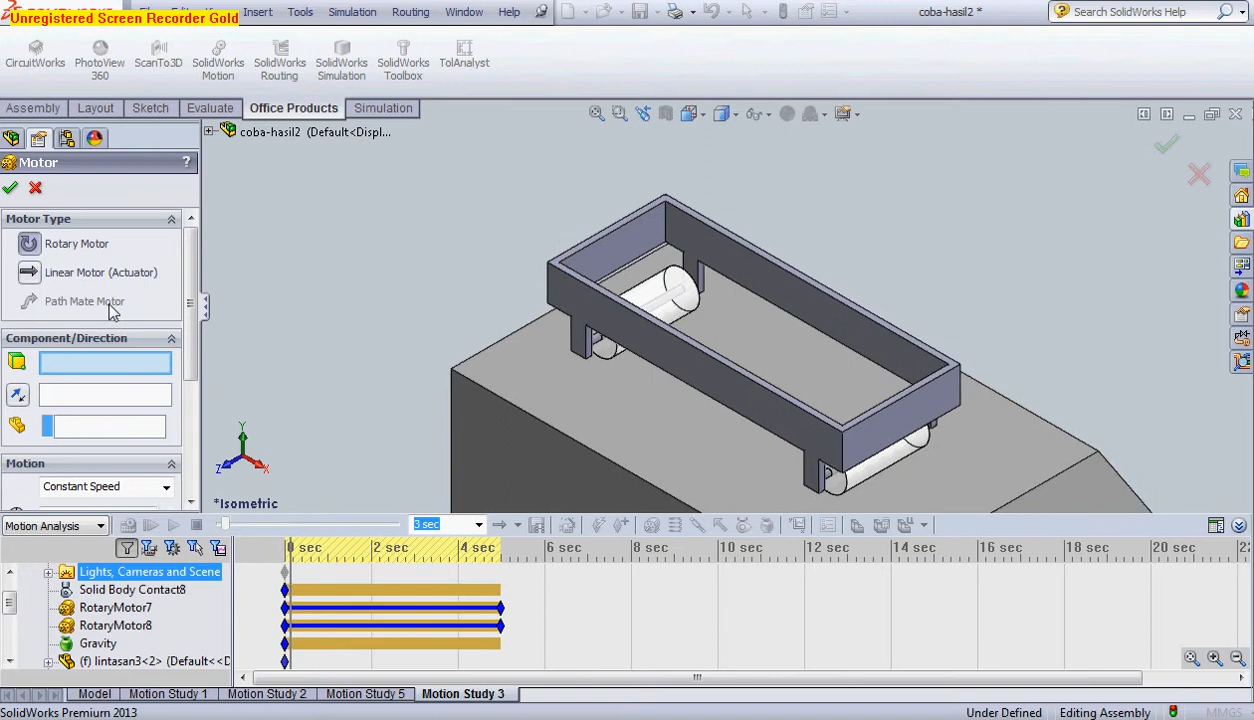 Unregistered Screen Recorder Gold
Insert Tools Simulation Routing Window Help
coba-hasil2 *
Search SolidWorks Help
CircuitWorks
PhotoView 360
ScanTo3D
SolidWorks Motion
SolidWorks Routing
SolidWorks Simulation
SolidWorks Toolbox
TolAnalyst
Assembly Layout Sketch Evaluate Office Products Simulation
coba-hasil2 (Default<Displ...
Motor ?
Motor Type
Rotary Motor
Linear Motor (Actuator)
Path Mate Motor
Component/Direction
Motion
Constant Speed
Y
Z
X
*Isometric
Motion Analysis
3 sec
0 sec 2 sec 4 sec 6 sec 8 sec 10 sec 12 sec 14 sec 16 sec 18 sec 20 sec
Lights, Cameras and Scene
Solid Body Contact8
RotaryMotor7
RotaryMotor8
Gravity
(f) lintasan3<2> (Default<<D
Model Motion Study 1 Motion Study 2 Motion Study 5 Motion Study 3
SolidWorks Premium 2013
Under Defined
Editing Assembly
MMGS